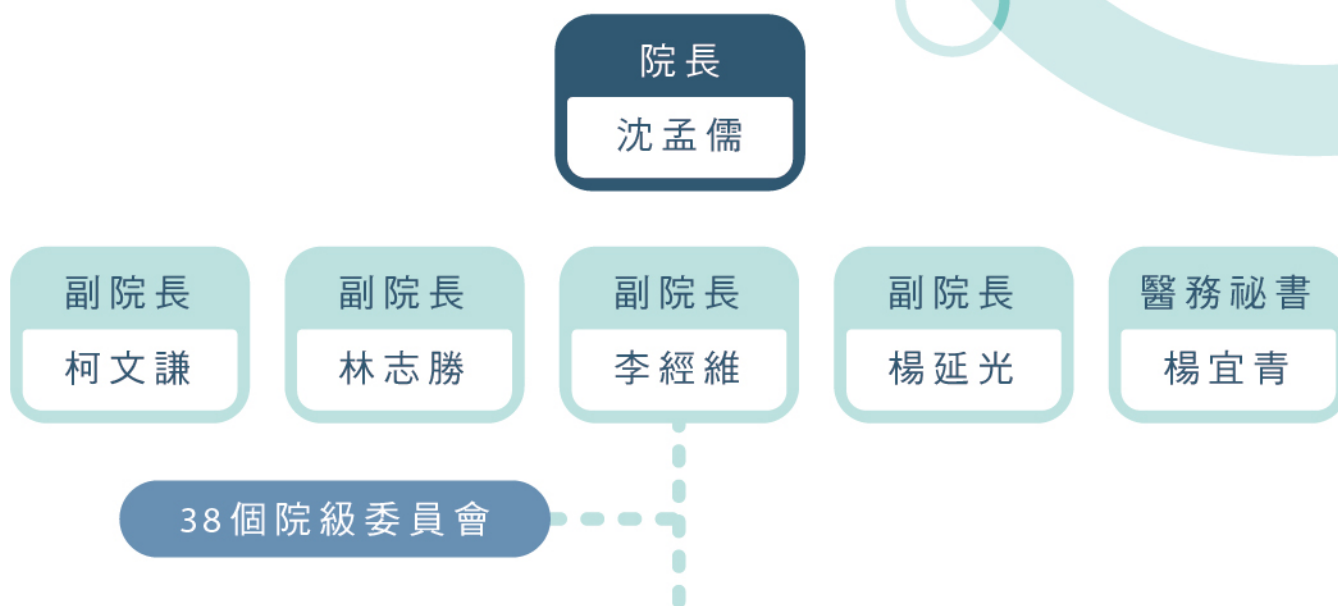 院長
沈孟儒
副院長
柯文謙
副院長
林志勝
副院長
李經維
副院長
楊延光
醫務祕書
楊宜青
38個院級委員會